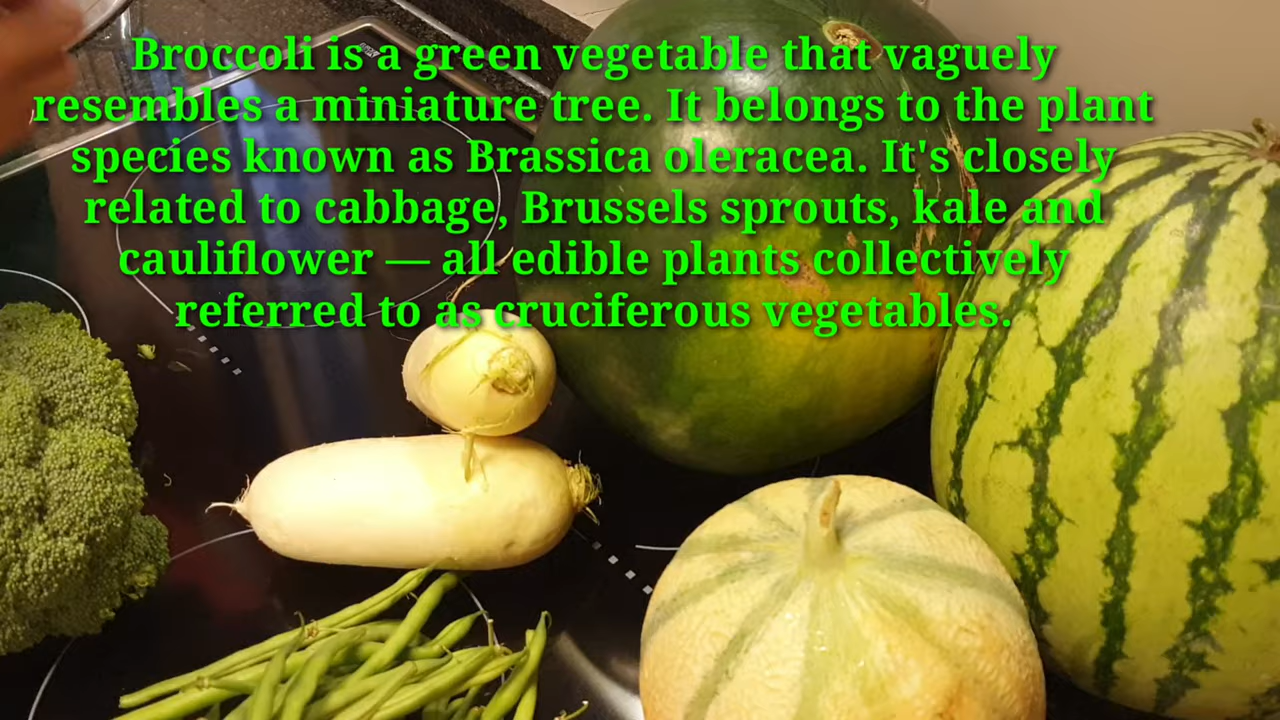 Broccoli is a green vegetable that vaguely
resembles a miniature tree. It belongs to the plant
species known as Brassica oleracea. It's closely
related to cabbage, Brussels sprouts, kale and
cauliflower — all edible plants collectively
referred to as cruciferous vegetables.